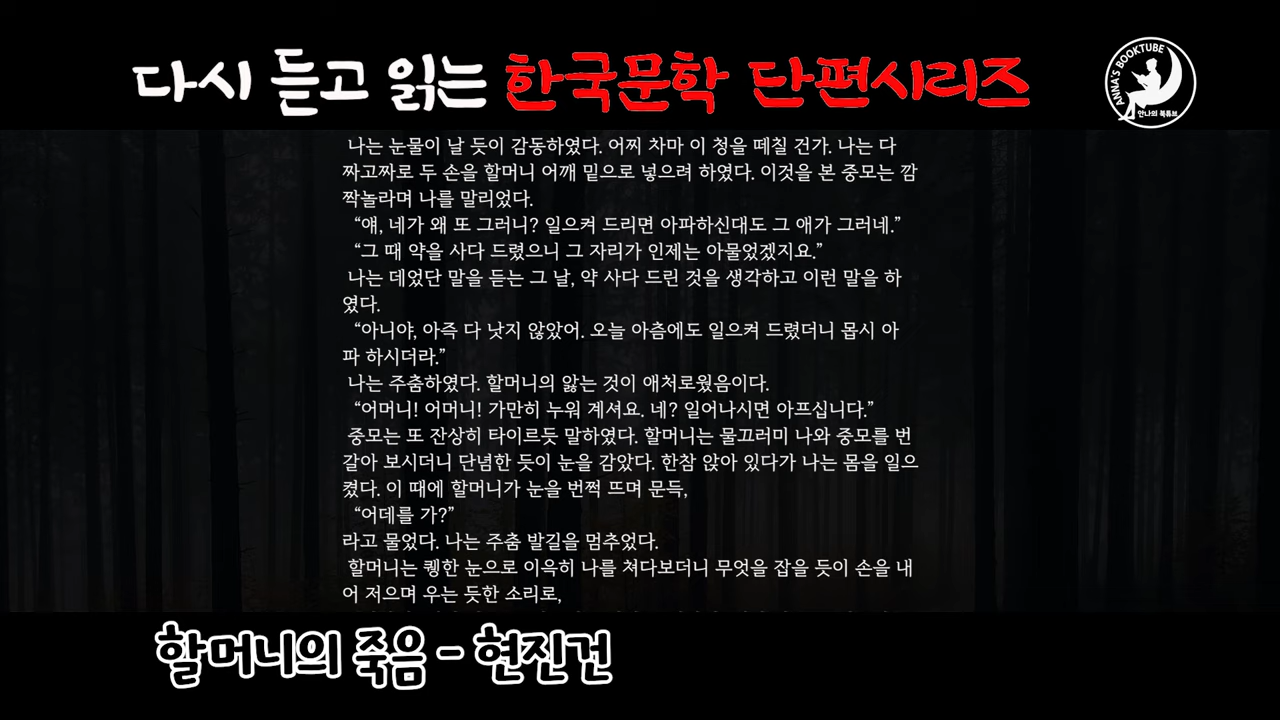 다시 듣고 읽는 한국문학 단편시리즈
ANNA'S BOOKTUBE
안나의 북튜브
나는 눈물이 날 듯이 감동하였다. 어찌 차마 이 청을 떼칠 건가. 나는 다
짜고짜로 두 손을 할머니 어깨 밑으로 넣으려 하였다. 이것을 본 중모는 깜
짝놀라며 나를 말리었다.
“얘, 네가 왜 또 그러니? 일으켜 드리면 아파하신대도 그 애가 그러네.”
“그 때 약을 사다 드렸으니 그 자리가 인제는 아물었겠지요.”
나는 데었단 말을 듣는 그 날, 약 사다 드린 것을 생각하고 이런 말을 하
였다.
“아니야, 아즉 다 낫지 않았어. 오늘 아츰에도 일으켜 드렸더니 몹시 아
파 하시더라.”
나는 주춤하였다. 할머니의 앓는 것이 애처로웠음이다.
“어머니! 어머니! 가만히 누워 계셔요. 네? 일어나시면 아프십니다.”
중모는 또 잔상히 타이르듯 말하였다. 할머니는 물끄러미 나와 중모를 번
갈아 보시더니 단념한 듯이 눈을 감았다. 한참 앉아 있다가 나는 몸을 일으
켰다. 이 때에 할머니가 눈을 번쩍 뜨며 문득,
“어데를 가?”
라고 물었다. 나는 주춤 발길을 멈추었다.
할머니는 퀭한 눈으로 이윽히 나를 쳐다보더니 무엇을 잡을 듯이 손을 내
어 저으며 우는 듯한 소리로,
할머니의 죽음 - 현진건